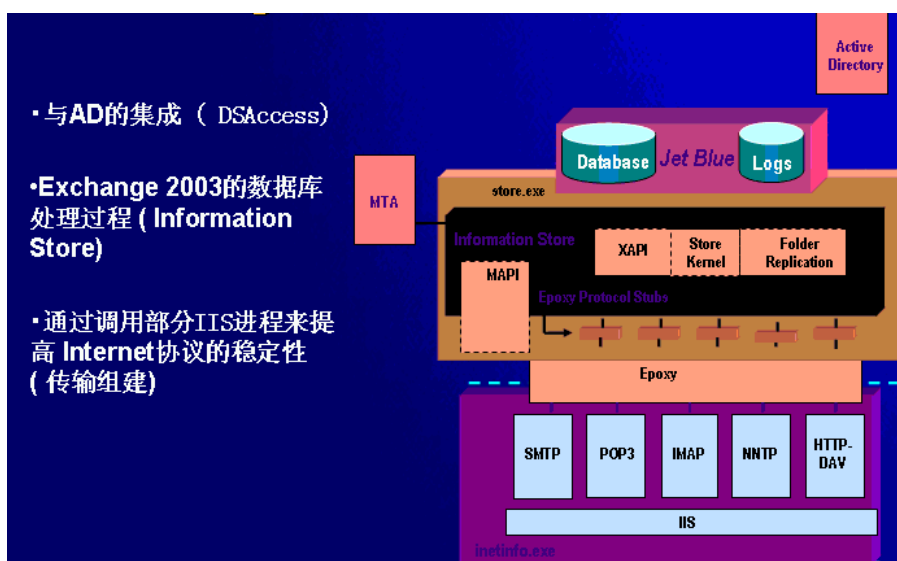 ▪与AD的集成（ DSAccess）
•Exchange 2003的数据库
处理过程 ( Information
Store)
▪通过调用部分IIS进程来提
高 Internet协议的稳定性
( 传输组建)
Active
Directory
Database
Jet Blue
Logs
MTA
store.exe
Information Store
XAPI
Store
Kernel
Folder
Replication
MAPI
Epoxy Protocol Stubs
Epoxy
SMTP
POP3
IMAP
NNTP
HTTP-
DAV
IIS
inetinfo.exe